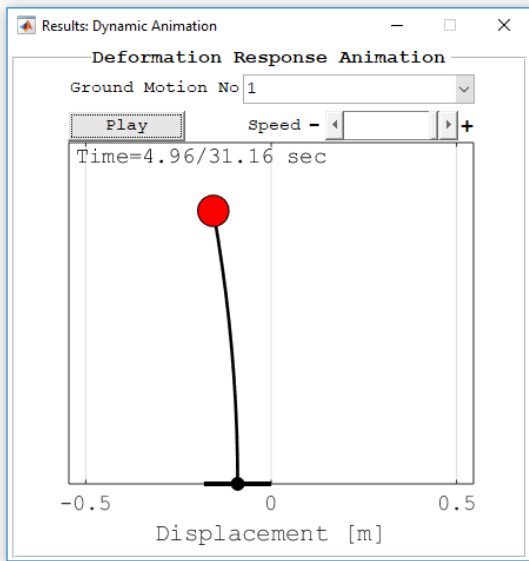 Results: Dynamic Animation
Deformation Response Animation
Ground Motion No 1
Play Speed - +
Time=4.96/31.16 sec
-0.5 0 0.5
Displacement [m]